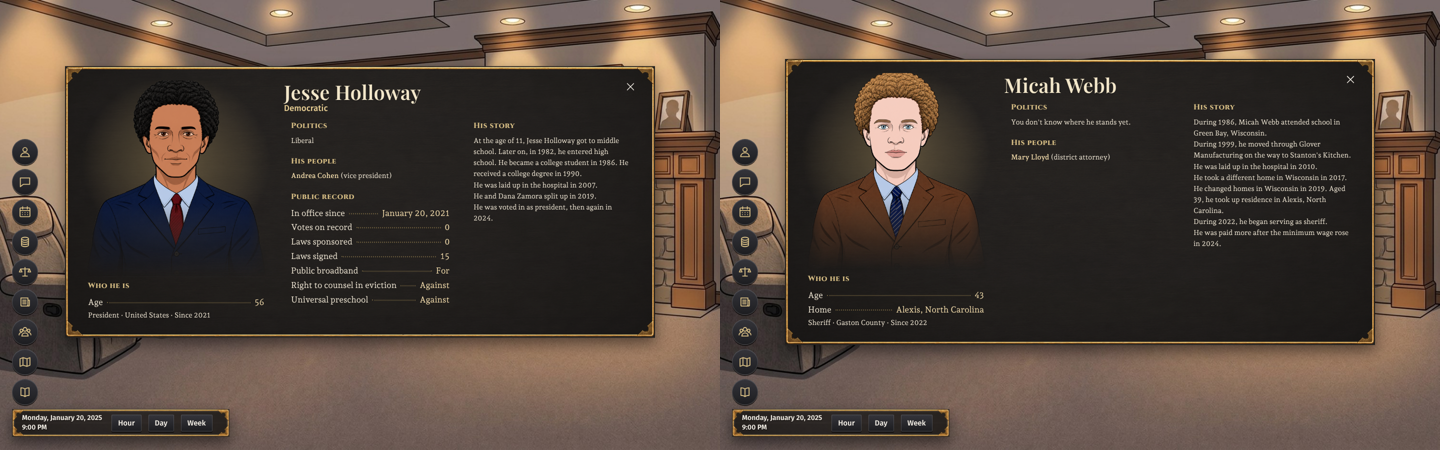 Jesse Holloway
Democratic
Politics
Liberal
His people
Andrea Cohen (vice president)
Public record
In office since January 20, 2021
Votes on record 0
Laws sponsored 0
Laws signed 15
Public broadband For
Right to counsel in eviction Against
Universal preschool Against
His story
At the age of 11, Jesse Holloway got to middle
school. Later on, in 1982, he entered high
school. He became a college student in 1986. He
received a college degree in 1990.
He was laid up in the hospital in 2007.
He and Dana Zamora split up in 2019.
He was voted in as president, then again in
2024.
Who he is
Age 56
President · United States · Since 2021
Monday, January 20, 2025
9:00 PM
Hour
Day
Week
Micah Webb
Politics
You don't know where he stands yet.
His people
Mary Lloyd (district attorney)
His story
During 1986, Micah Webb attended school in
Green Bay, Wisconsin.
During 1999, he moved through Glover
Manufacturing on the way to Stanton's Kitchen.
He was laid up in the hospital in 2010.
He took a different home in Wisconsin in 2017.
He changed homes in Wisconsin in 2019. Aged
39, he took up residence in Alexis, North
Carolina.
During 2022, he began serving as sheriff.
He was paid more after the minimum wage rose
in 2024.
Who he is
Age 43
Home Alexis, North Carolina
Sheriff · Gaston County · Since 2022
Monday, January 20, 2025
9:00 PM
Hour
Day
Week